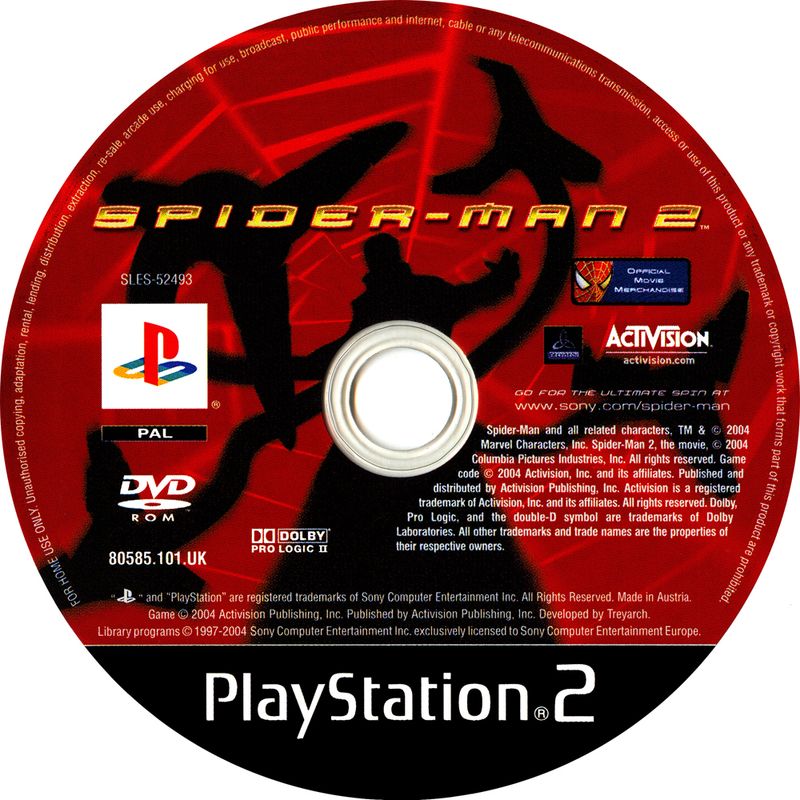 FOR HOME USE ONLY. Unauthorised copying, adaptation, rental, lending, distribution, extraction, re-sale, arcade use, charging for use, broadcast, public performance and internet, cable or any telecommunications transmission, access or use of this product or any trademark or copyright work that forms part of this product are prohibited.
SPIDER-MAN 2™
SLES-52493
OFFICIAL
MOVIE
MERCHANDISE
®
ACTIVISION.
activision.com
GO FOR THE ULTIMATE SPIN AT
www.sony.com/spider-man
PAL
Spider-Man and all related characters, TM & © 2004
Marvel Characters, Inc. Spider-Man 2, the movie, © 2004
Columbia Pictures Industries, Inc. All rights reserved. Game
code © 2004 Activision, Inc. and its affiliates. Published and
distributed by Activision Publishing, Inc. Activision is a registered
trademark of Activision, Inc. and its affiliates. All rights reserved. Dolby,
Pro Logic, and the double-D symbol are trademarks of Dolby
Laboratories. All other trademarks and trade names are the properties of
their respective owners.
DVD
ROM
DOLBY
PRO LOGIC II
80585.101.UK
" " and "PlayStation" are registered trademarks of Sony Computer Entertainment Inc. All Rights Reserved. Made in Austria.
Game © 2004 Activision Publishing, Inc. Published by Activision Publishing, Inc. Developed by Treyarch.
Library programs © 1997-2004 Sony Computer Entertainment Inc. exclusively licensed to Sony Computer Entertainment Europe.
PlayStation®2